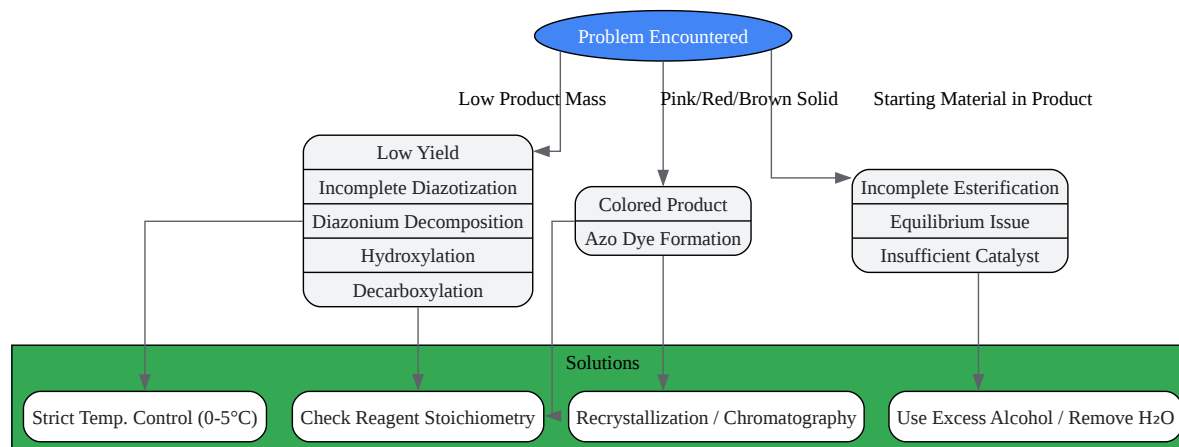 Problem Encountered
Low Product Mass
Pink/Red/Brown Solid
Starting Material in Product
Low Yield
Incomplete Diazotization
Diazonium Decomposition
Hydroxylation
Decarboxylation
Colored Product
Azo Dye Formation
Incomplete Esterification
Equilibrium Issue
Insufficient Catalyst
Solutions
Strict Temp. Control (0-5°C)
Check Reagent Stoichiometry
Recrystallization / Chromatography
Use Excess Alcohol / Remove H₂O